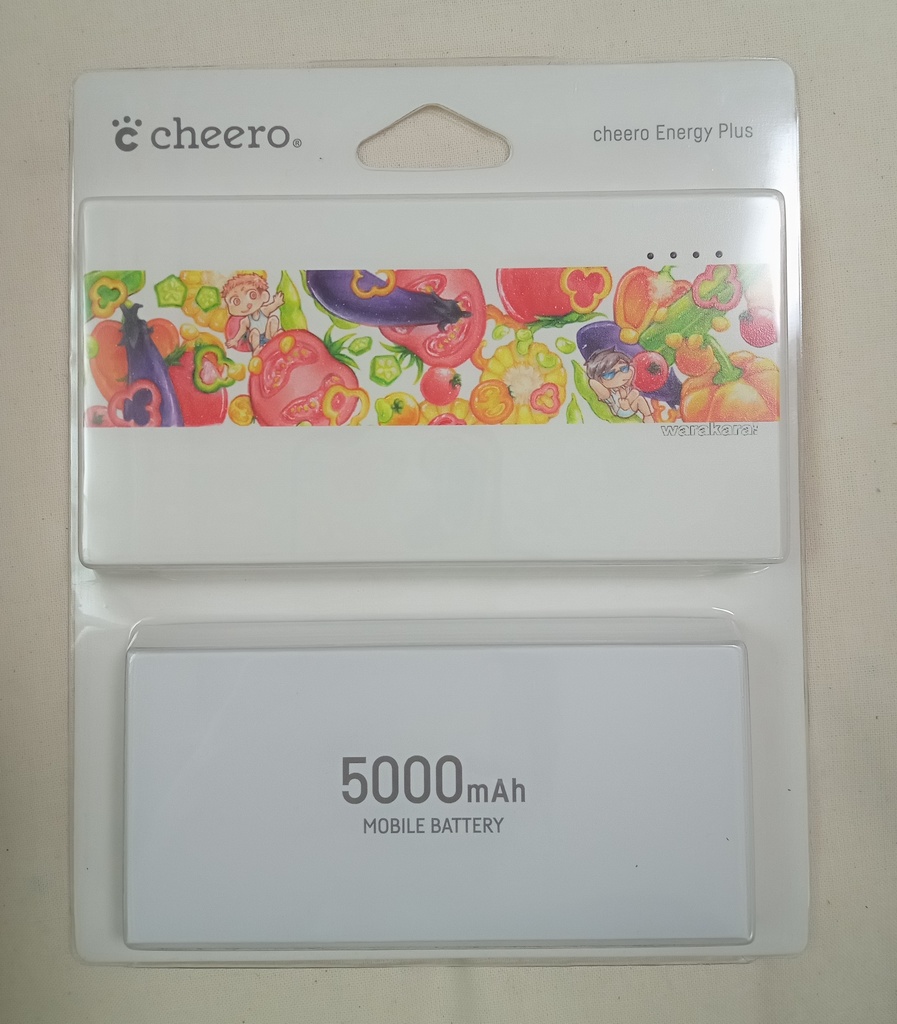 cheero®
cheero Energy Plus
warakara:
5000mAh
MOBILE BATTERY